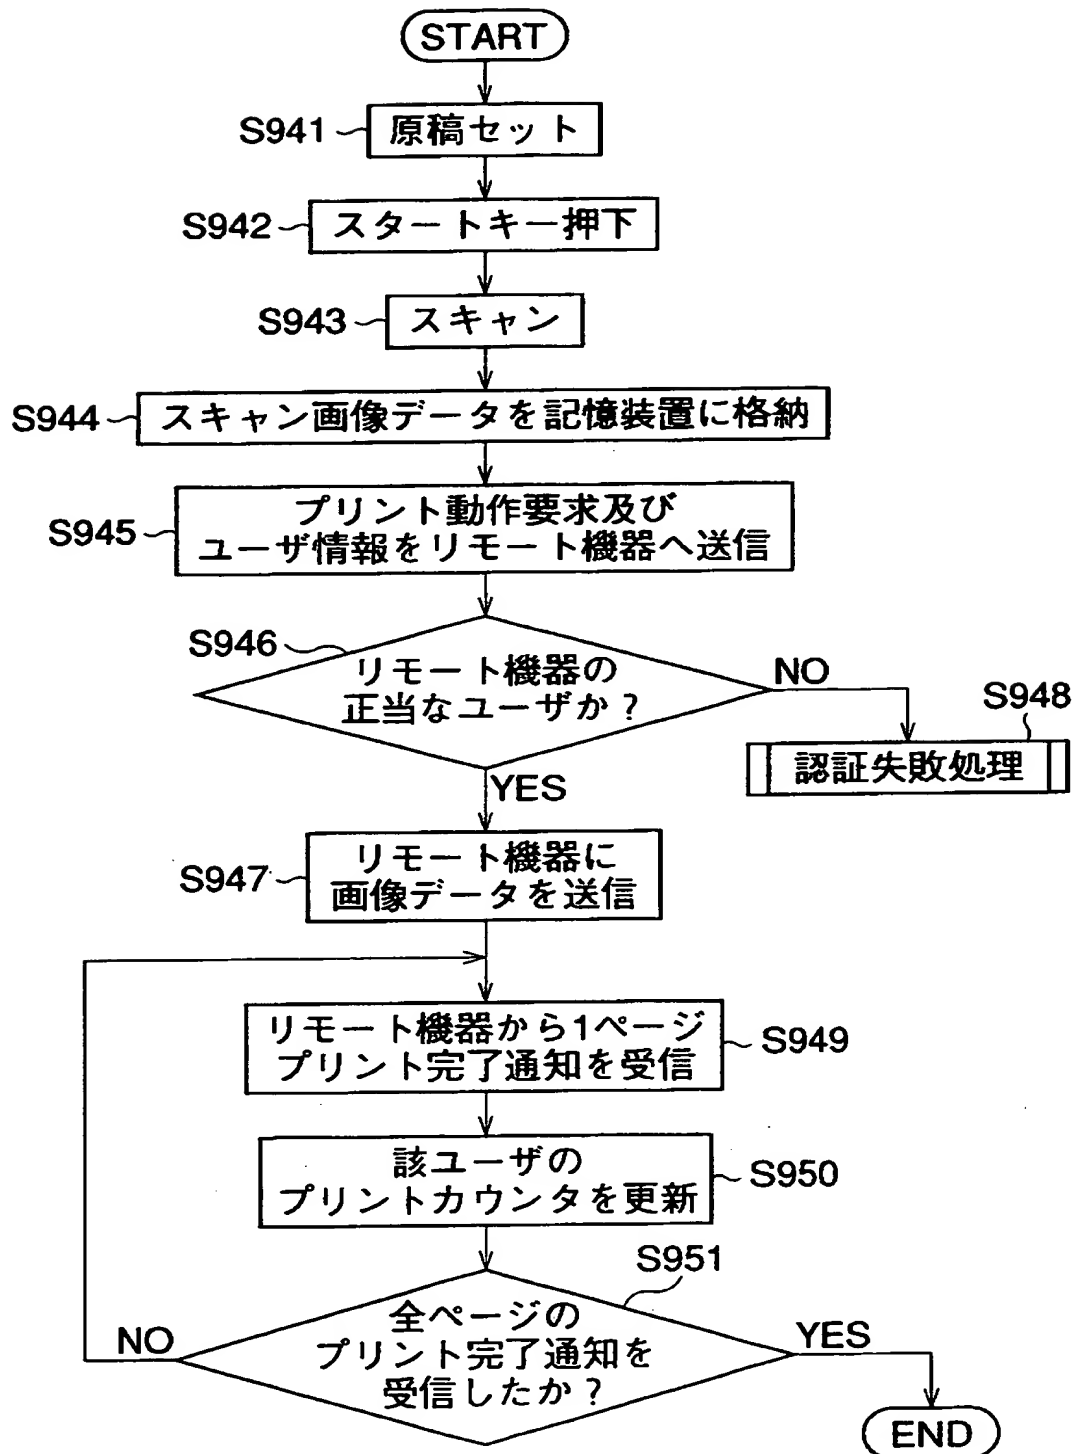 START
S941
原稿セット
S942
スタートキー押下
S943
スキャン
S944
スキャン画像データを記憶装置に格納
S945
プリント動作要求及び
ユーザ情報をリモート機器へ送信
S946
リモート機器の
正当なユーザか？
NO
S948
認証失敗処理
YES
S947
リモート機器に
画像データを送信
リモート機器から1ページ
プリント完了通知を受信
S949
該ユーザの
プリントカウンタを更新
S950
S951
全ページの
プリント完了通知を
受信したか？
NO
YES
END